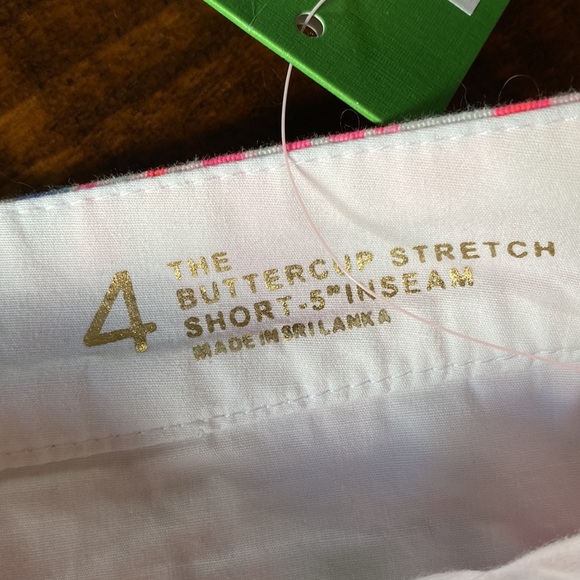 4
THE
BUTTERCUP STRETCH
SHORT-5" INSEAM
MADE IN SRI LANKA